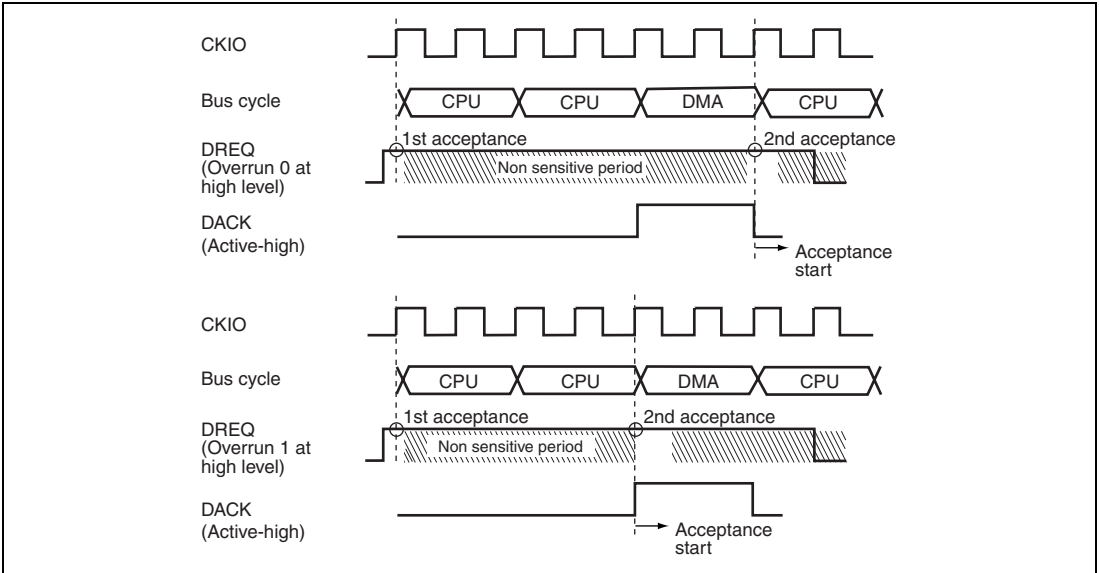 CKIO
Bus cycle
CPU CPU DMA CPU
1st acceptance 2nd acceptance
DREQ
(Overrun 0 at
high level)
Non sensitive period
DACK
(Active-high)
Acceptance
start
CKIO
Bus cycle
CPU CPU DMA CPU
1st acceptance 2nd acceptance
DREQ
(Overrun 1 at
high level)
Non sensitive period
DACK
(Active-high)
Acceptance
start